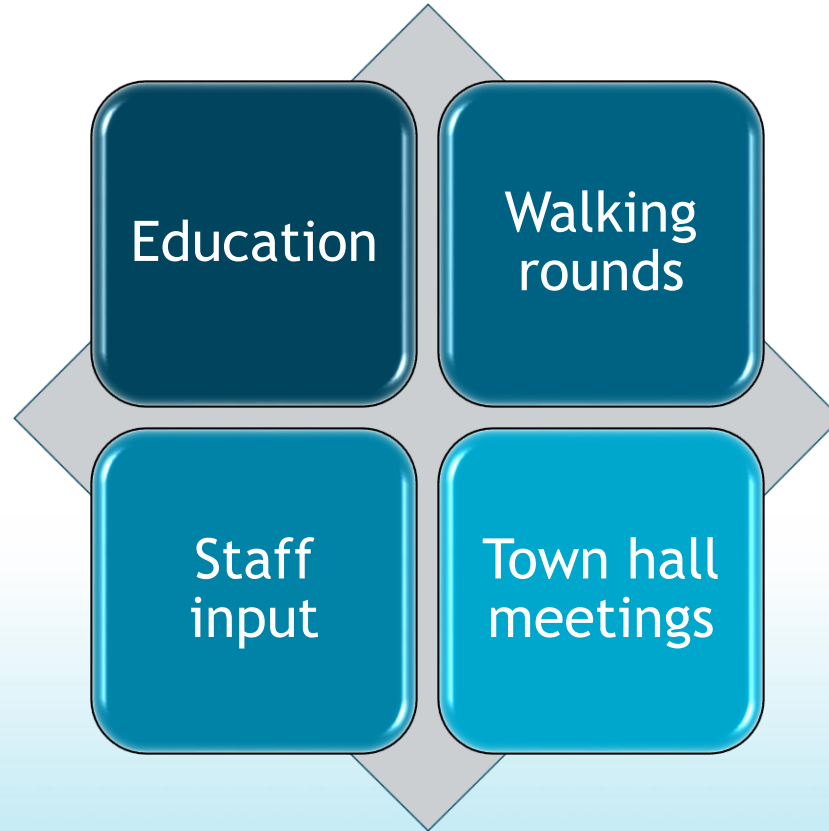 Education
Walking
rounds
Staff
input
Town hall
meetings